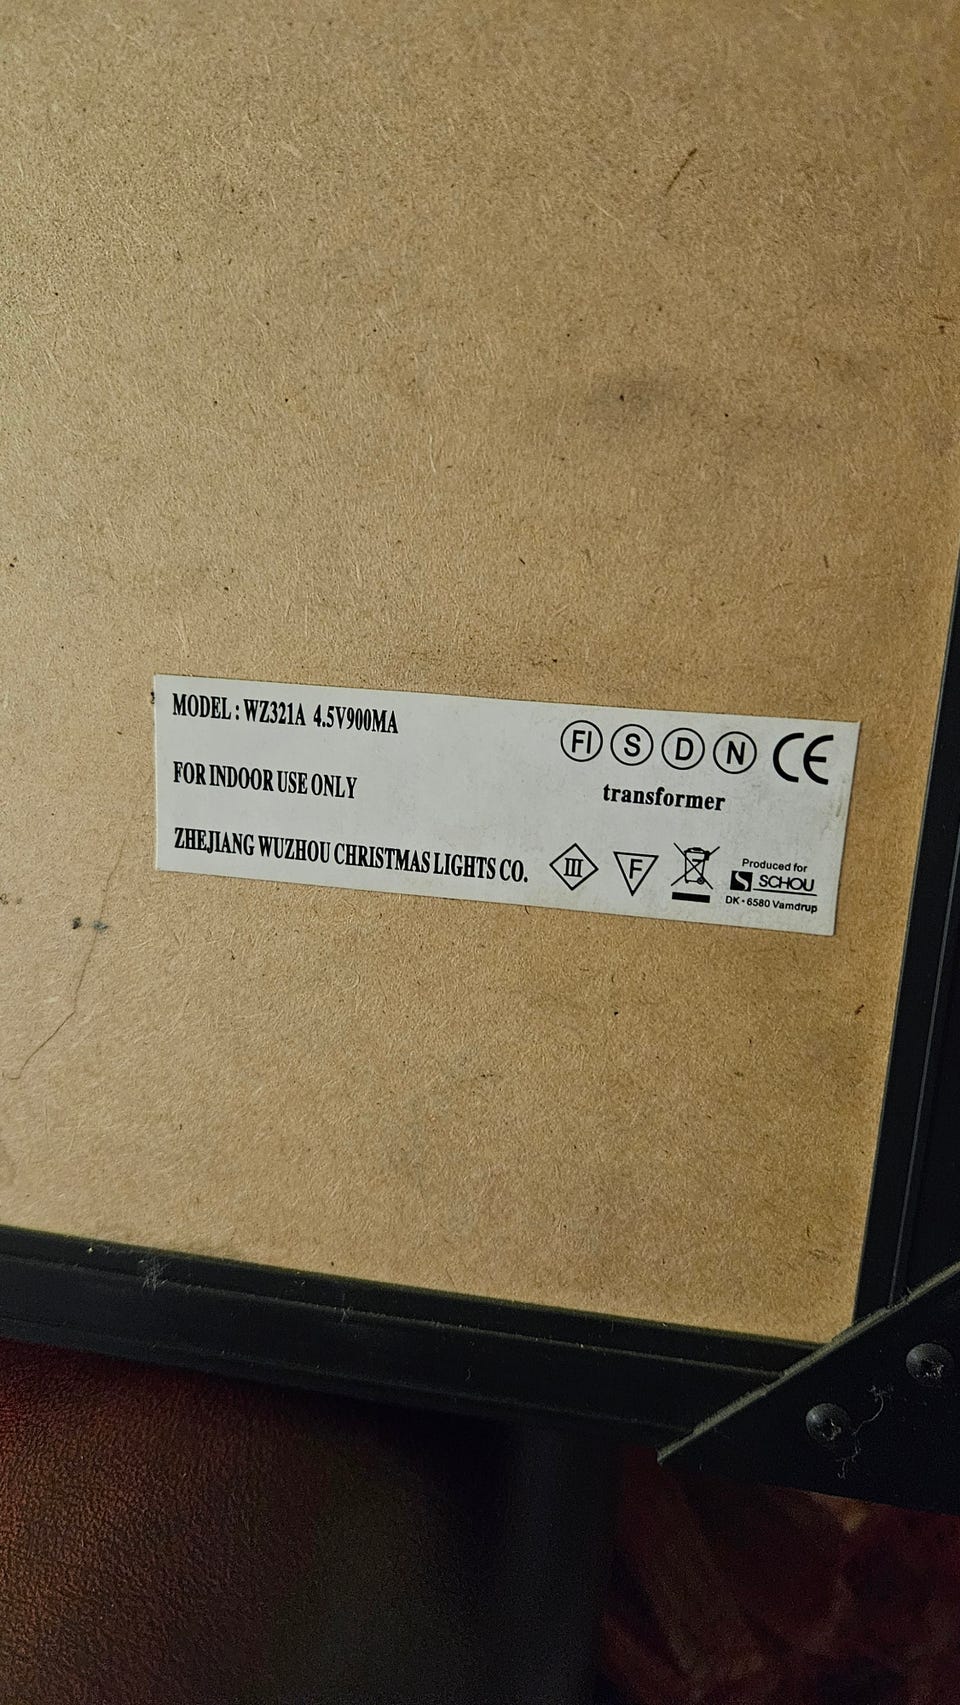 MODEL : WZ321A 4.5V900MA
FOR INDOOR USE ONLY
ZHEJIANG WUZHOU CHRISTMAS LIGHTS CO.
FI S D N CE
transformer
III F
Produced for
S SCHOU
DK • 6580 Vamdrup